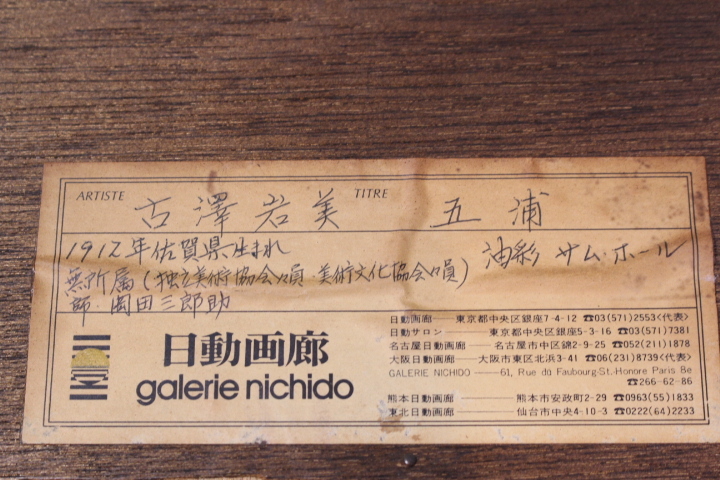 ARTISTE 古澤岩美 TITRE 五浦
1912年佐賀県生まれ 油彩 サム・ホール
無所属(独立美術協会々員 美術文化協会々員)
師・岡田三郎助
日動画廊
galerie nichido
日動画廊――東京都中央区銀座7-4-12 ☎03(571)2553<代表>
日動サロン――東京都中央区銀座5-3-16 ☎03(571)7381
名古屋日動画廊――名古屋市中区錦2-9-25 ☎052(211)1878
大阪日動画廊――大阪市東区北浜3-41 ☎06(231)8739<代表>
GALERIE NICHIDO――61, Rue du Faubourg-St-Honore Paris 8e
☎266-62-86
熊本日動画廊――熊本市安政町2-29 ☎0963(55)1833
東北日動画廊――仙台市中央4-10-3 ☎0222(64)2233